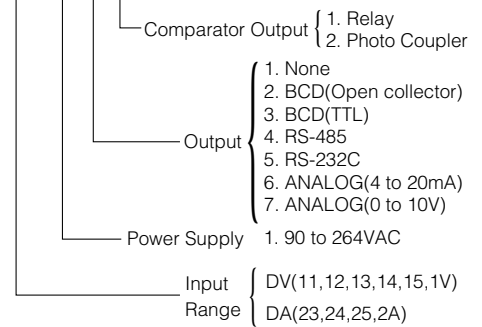 Comparator Output
1. Relay
2. Photo Coupler
Output
1. None
2. BCD(Open collector)
3. BCD(TTL)
4. RS-485
5. RS-232C
6. ANALOG(4 to 20mA)
7. ANALOG(0 to 10V)
Power Supply 1. 90 to 264VAC
Input
Range
DV(11,12,13,14,15,1V)
DA(23,24,25,2A)